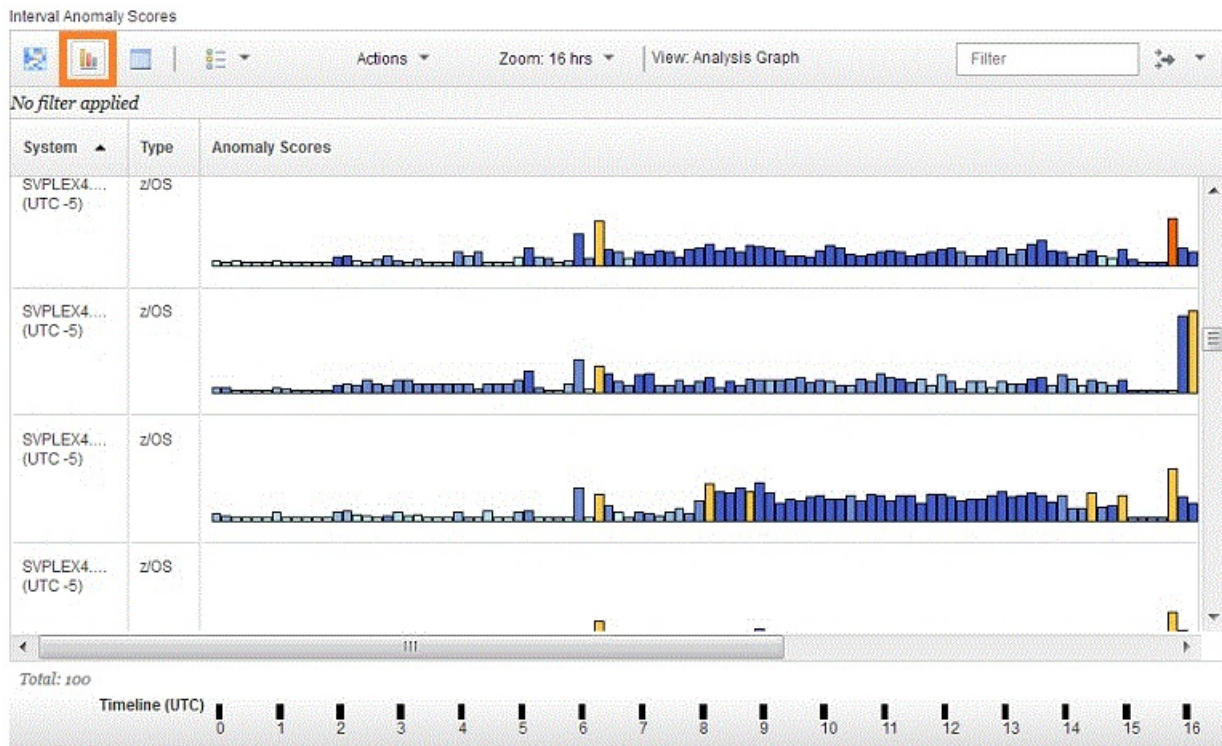 Interval Anomaly Scores
Actions Zoom: 16 hrs View: Analysis Graph Filter
No filter applied
System Type Anomaly Scores
SVPLEX4.... z/OS
(UTC -5)
SVPLEX4.... z/OS
(UTC -5)
SVPLEX4.... z/OS
(UTC -5)
SVPLEX4.... z/OS
(UTC -5)
Total: 100
Timeline (UTC)
0 1 2 3 4 5 6 7 8 9 10 11 12 13 14 15 16